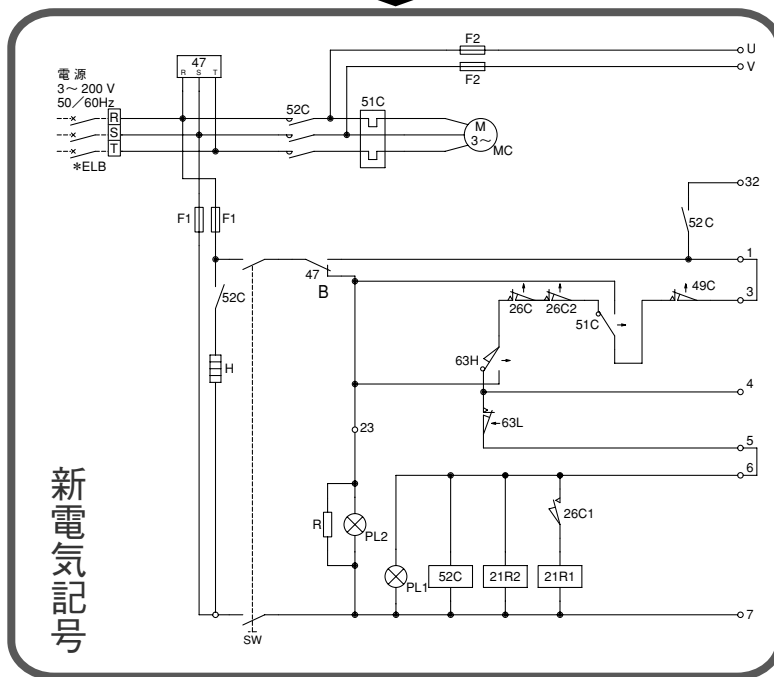 F2
U
F2
V
47
R S T
電源
3～ 200 V
50／60Hz
R
S
T
*ELB
52C
51C
M
3～
MC
32
52C
F1 F1
1
47
B
52C
26C 26C2
49C
3
51C
63H
H
4
63L
23
5
6
R
PL2
26C1
PL1
52C
21R2
21R1
7
SW
新電気記号